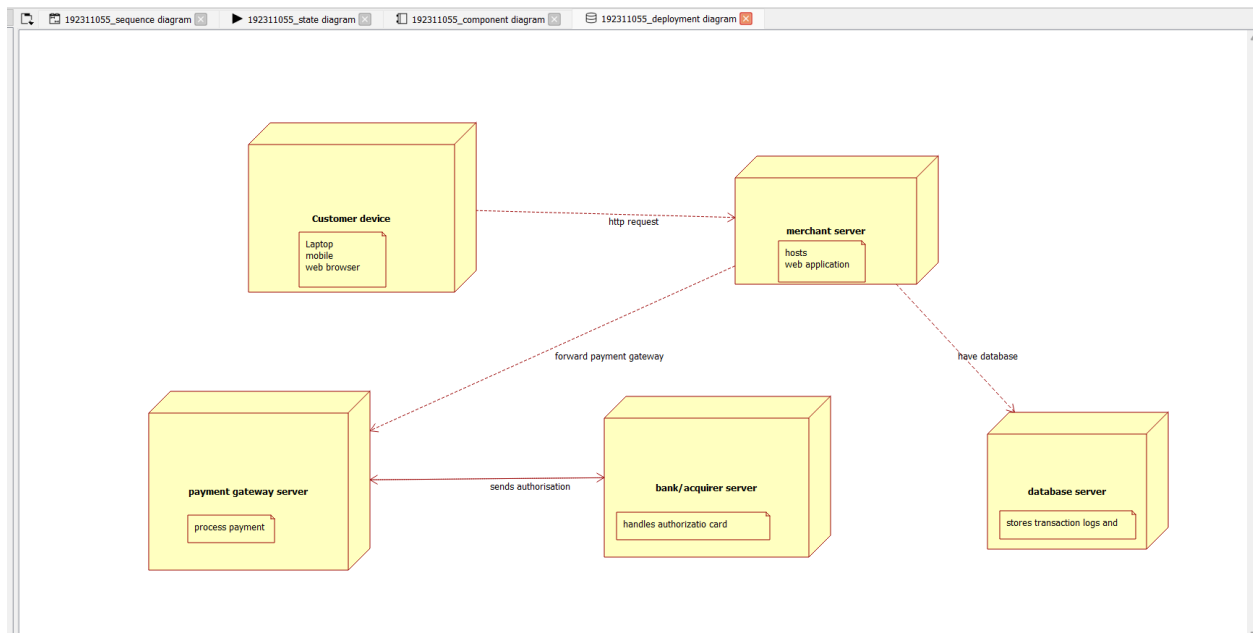 192311055_sequence diagram
192311055_state diagram
192311055_component diagram
192311055_deployment diagram
Customer device
Laptop
mobile
web browser
http request
merchant server
hosts
web application
forward payment gateway
have database
payment gateway server
process payment
sends authorisation
bank/acquirer server
handles authorizatio card
database server
stores transaction logs and